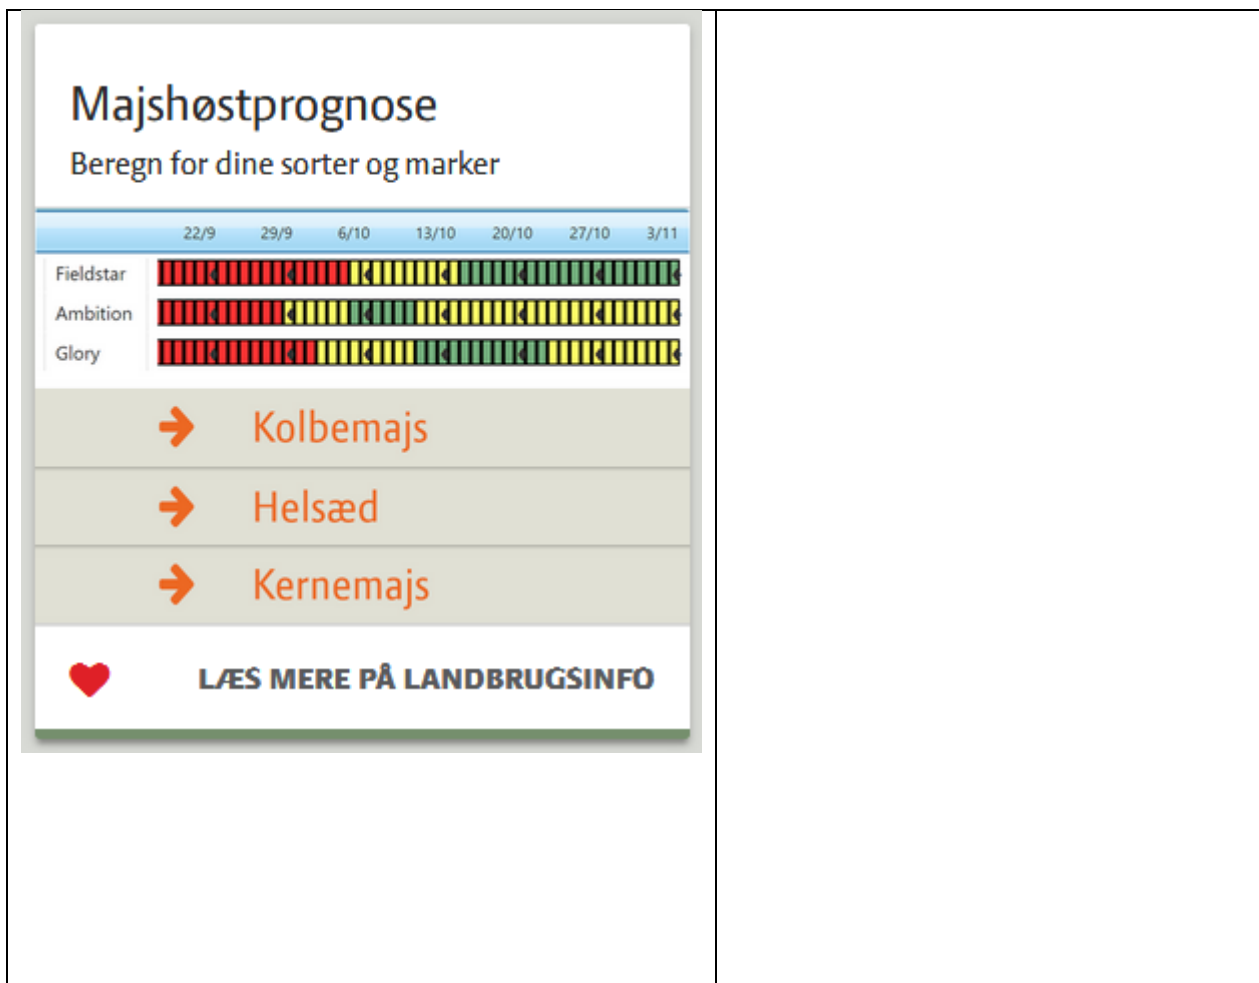 Majshøstprognose
Beregn for dine sorter og marker
22/9 29/9 6/10 13/10 20/10 27/10 3/11
Fieldstar
Ambition
Glory
Kolbemajs
Helsæd
Kernemajs
LÆS MERE PÅ LANDBRUGSINFO